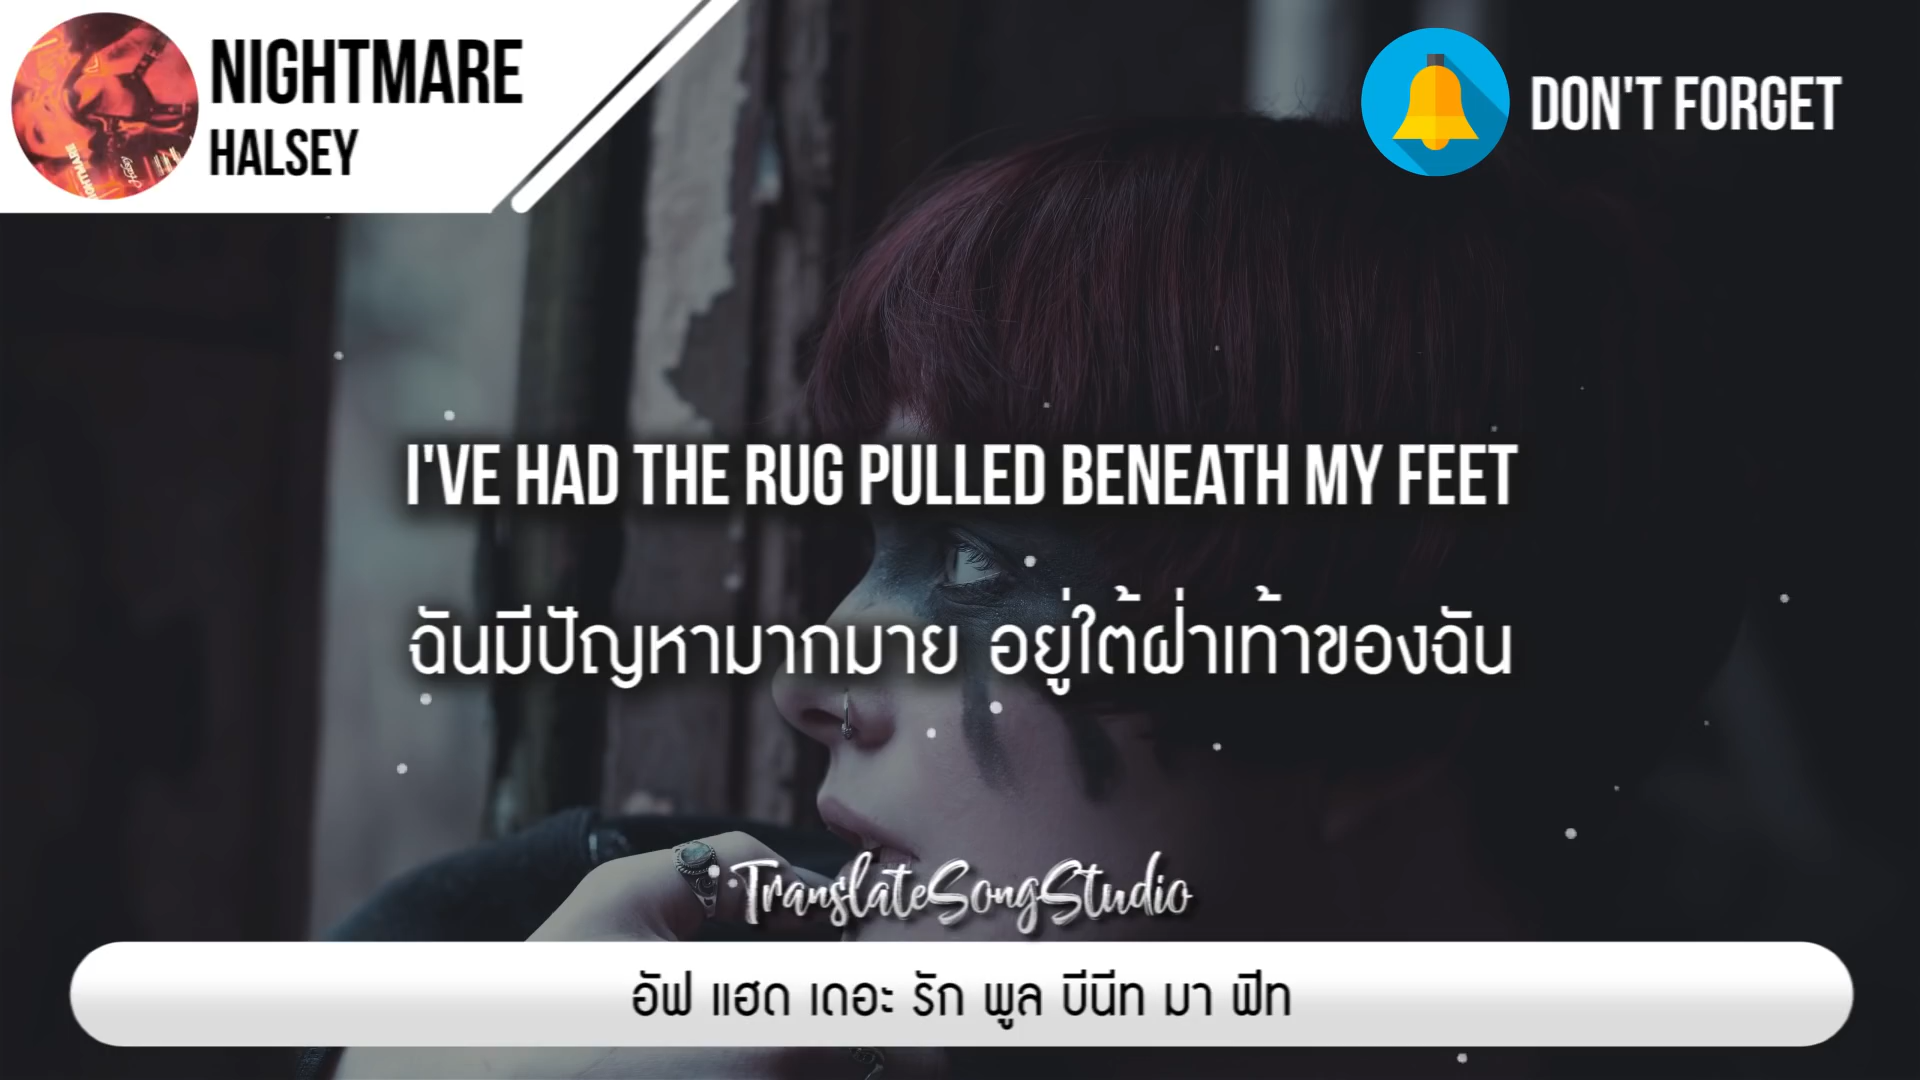 NIGHTMARE
HALSEY
DON'T FORGET
I'VE HAD THE RUG PULLED BENEATH MY FEET
ฉันมีปัญหามากมาย อยู่ใต้ฝ่าเท้าของฉัน
TranslateSongStudio
อัฟ แฮด เดอะ รัก พูล บีนีท มา ฟีท